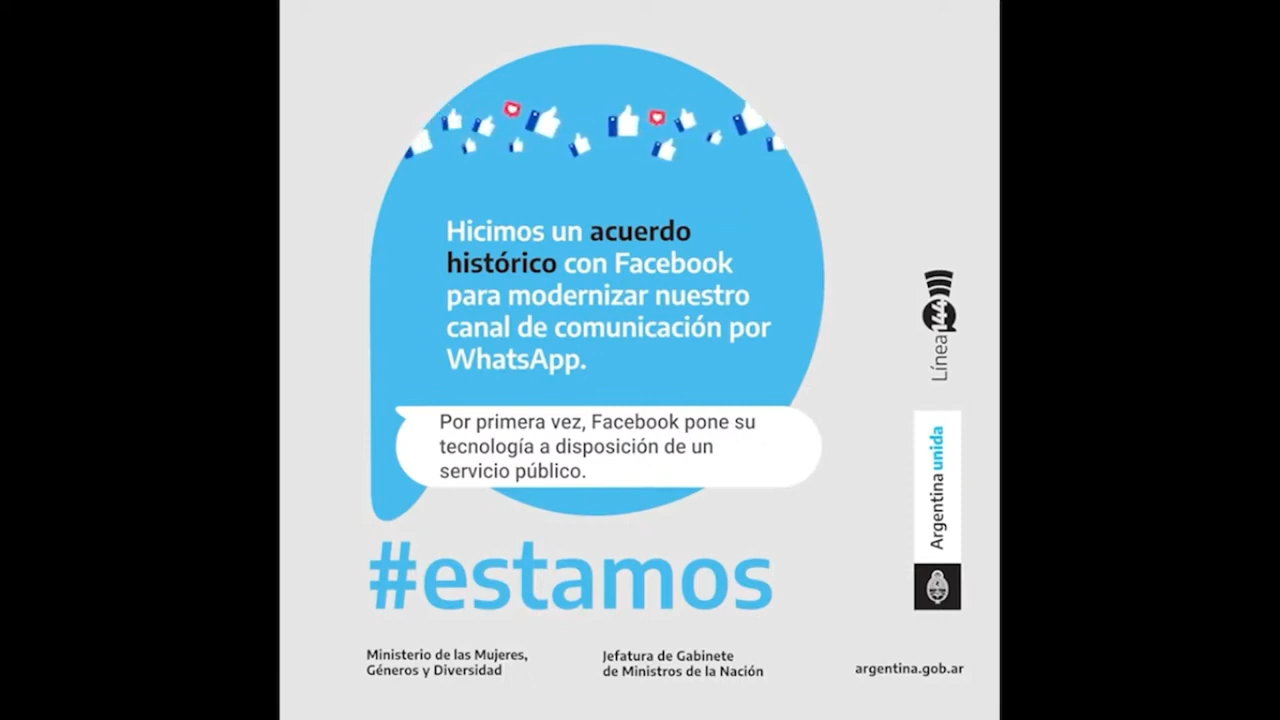 Hicimos un acuerdo
histórico con Facebook
para modernizar nuestro
canal de comunicación por
WhatsApp.
Por primera vez, Facebook pone su
tecnología a disposición de un
servicio público.
#estamos
Línea 144
Argentina unida
Ministerio de las Mujeres,
Géneros y Diversidad
Jefatura de Gabinete
de Ministros de la Nación
argentina.gob.ar